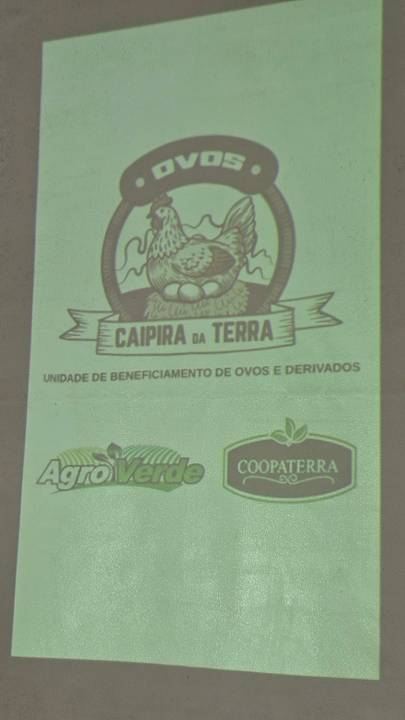 OVOS
CAIPIRA DA TERRA
UNIDADE DE BENEFICIAMENTO DE OVOS E DERIVADOS
AgroVerde
COOPATERRA